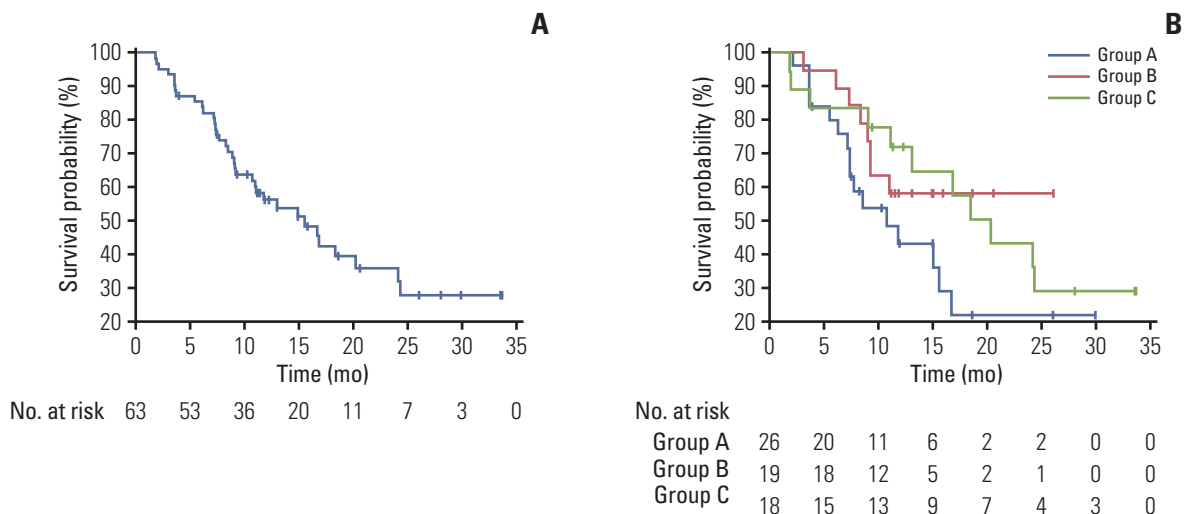 A
100
90
80
70
60
50
40
30
20
Survival probability (%)
0 5 10 15 20 25 30 35
Time (mo)
No. at risk 63 53 36 20 11 7 3 0
B
Group A
Group B
Group C
100
90
80
70
60
50
40
30
20
Survival probability (%)
0 5 10 15 20 25 30 35
Time (mo)
No. at risk
Group A 26 20 11 6 2 2 0 0
Group B 19 18 12 5 2 1 0 0
Group C 18 15 13 9 7 4 3 0